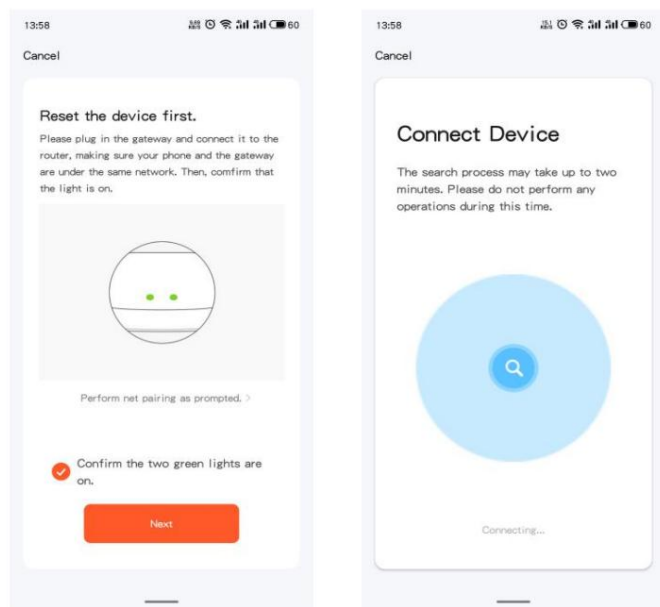 13:58
60
Cancel
Reset the device first.
Please plug in the gateway and connect it to the
router, making sure your phone and the gateway
are under the same network. Then, comfirm that
the light is on.
Perform net pairing as prompted. >
Confirm the two green lights are
on.
Next
13:58
60
Cancel
Connect Device
The search process may take up to two
minutes. Please do not perform any
operations during this time.
Connecting...